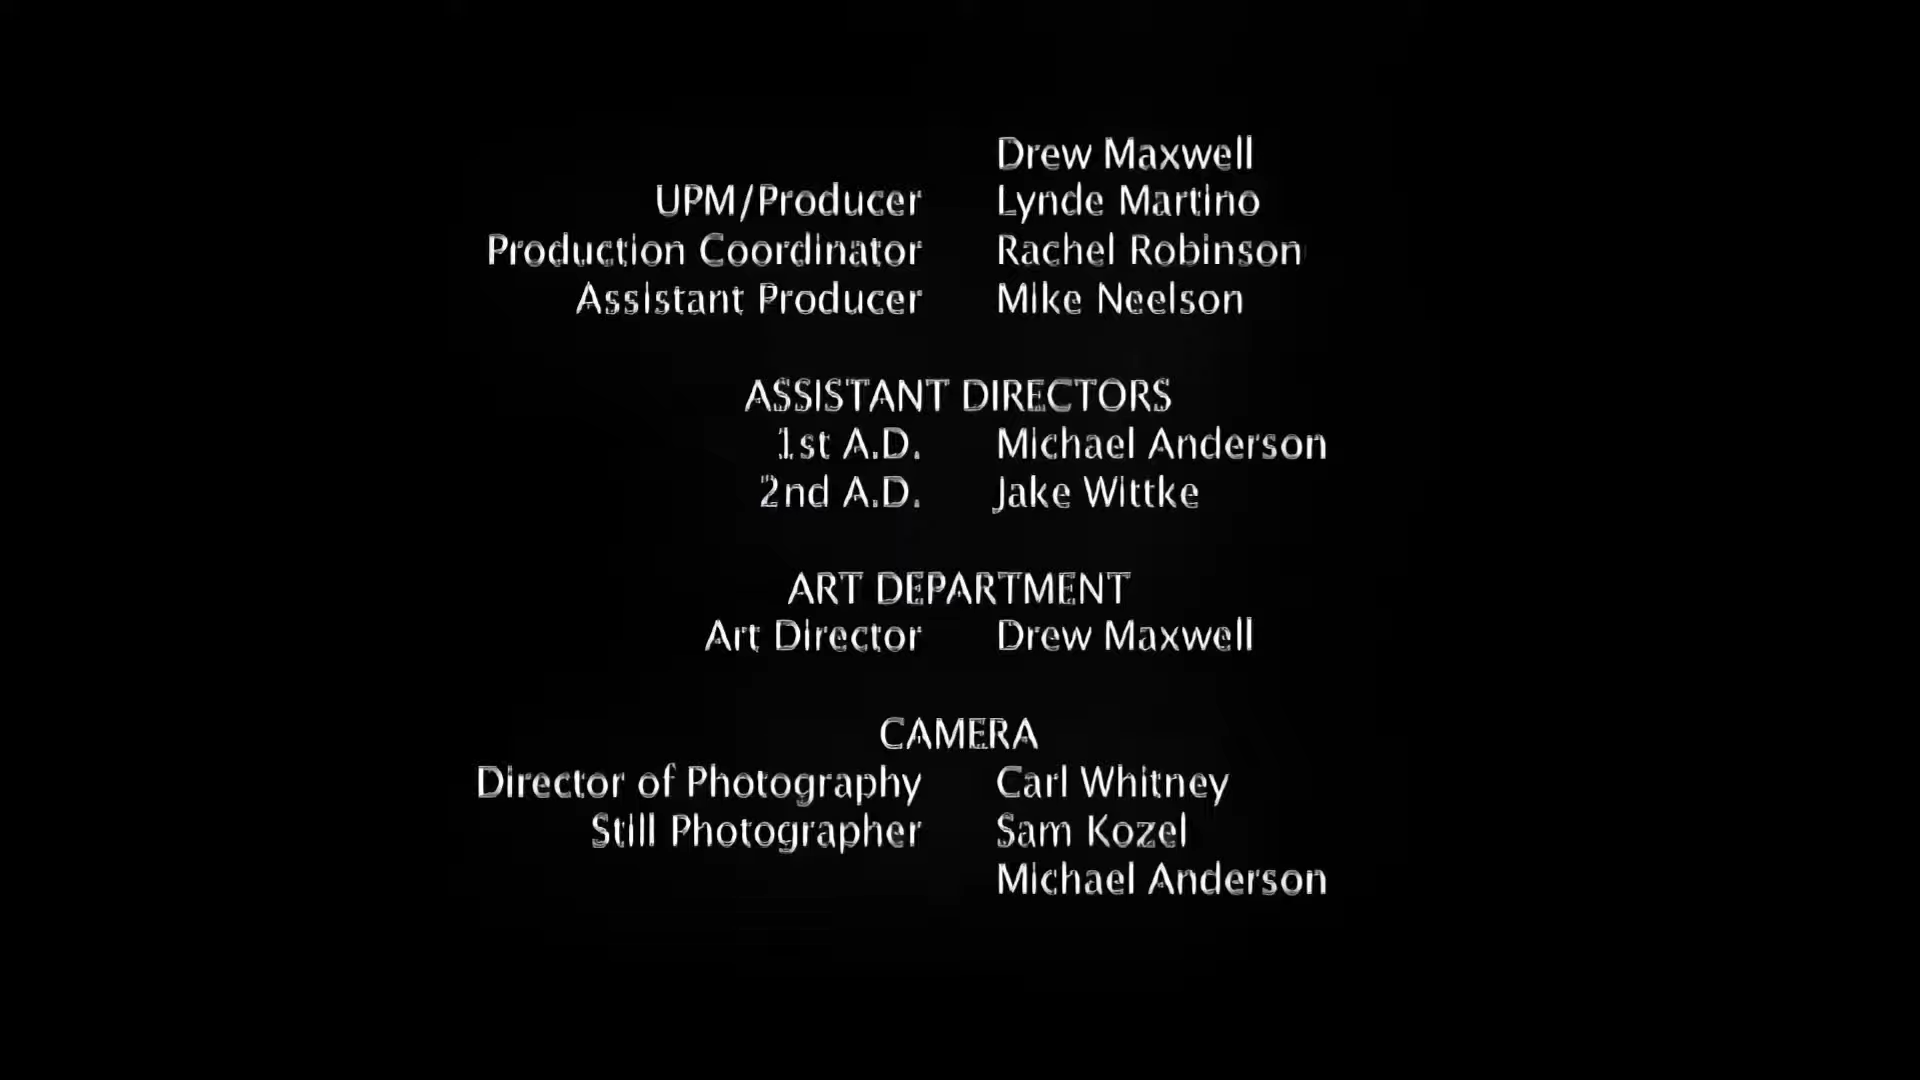 Drew Maxwell
UPM/Producer Lynde Martino
Production Coordinator Rachel Robinson
Assistant Producer Mike Neelson
ASSISTANT DIRECTORS
1st A.D. Michael Anderson
2nd A.D. Jake Wittke
ART DEPARTMENT
Art Director Drew Maxwell
CAMERA
Director of Photography Carl Whitney
Still Photographer Sam Kozel
Michael Anderson